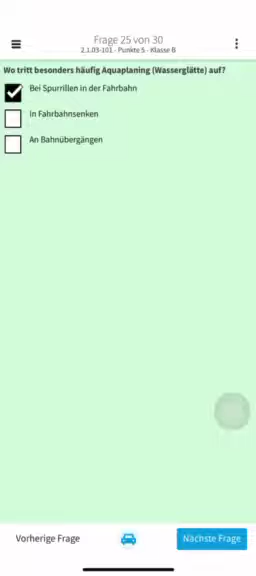 Frage 25 von 30
2.1.03-101 - Punkte 5 - Klasse B
Wo tritt besonders häufig Aquaplaning (Wasserglätte) auf?
Bei Spurrillen in der Fahrbahn
In Fahrbahnsenken
An Bahnübergängen
Vorherige Frage
Nächste Frage